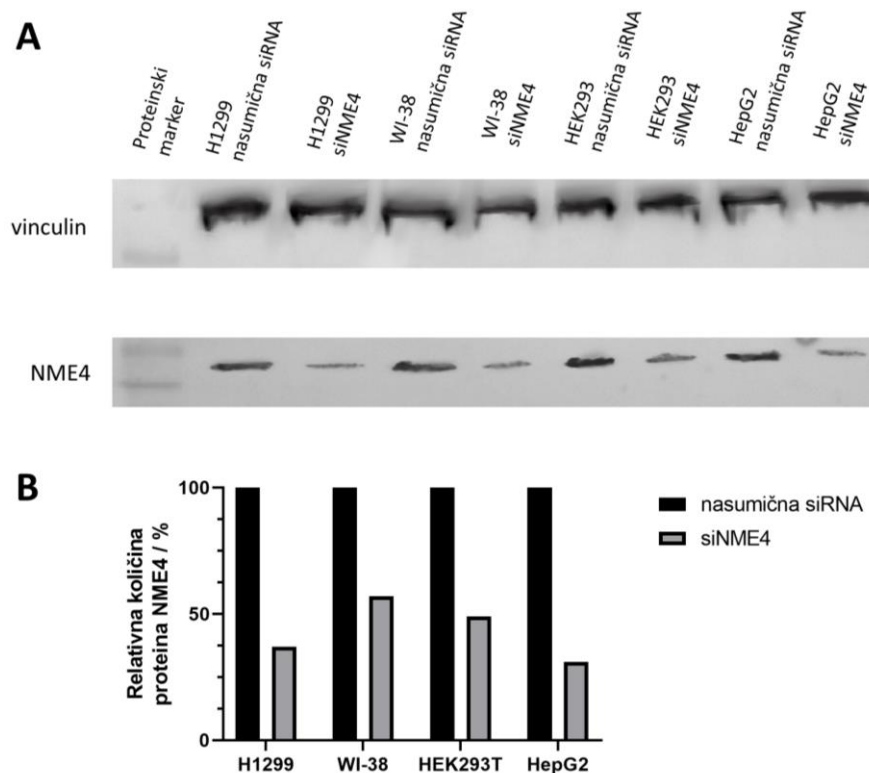 A
Proteinski
marker
H1299
nasumična siRNA
H1299
siNME4
WI-38
nasumična siRNA
WI-38
siNME4
HEK293
nasumična siRNA
HEK293
siNME4
HepG2
nasumična siRNA
HepG2
siNME4
vinculin
NME4
B
Relativna količina
proteina NME4 / %
100
50
0
H1299
WI-38
HEK293T
HepG2
nasumična siRNA
siNME4